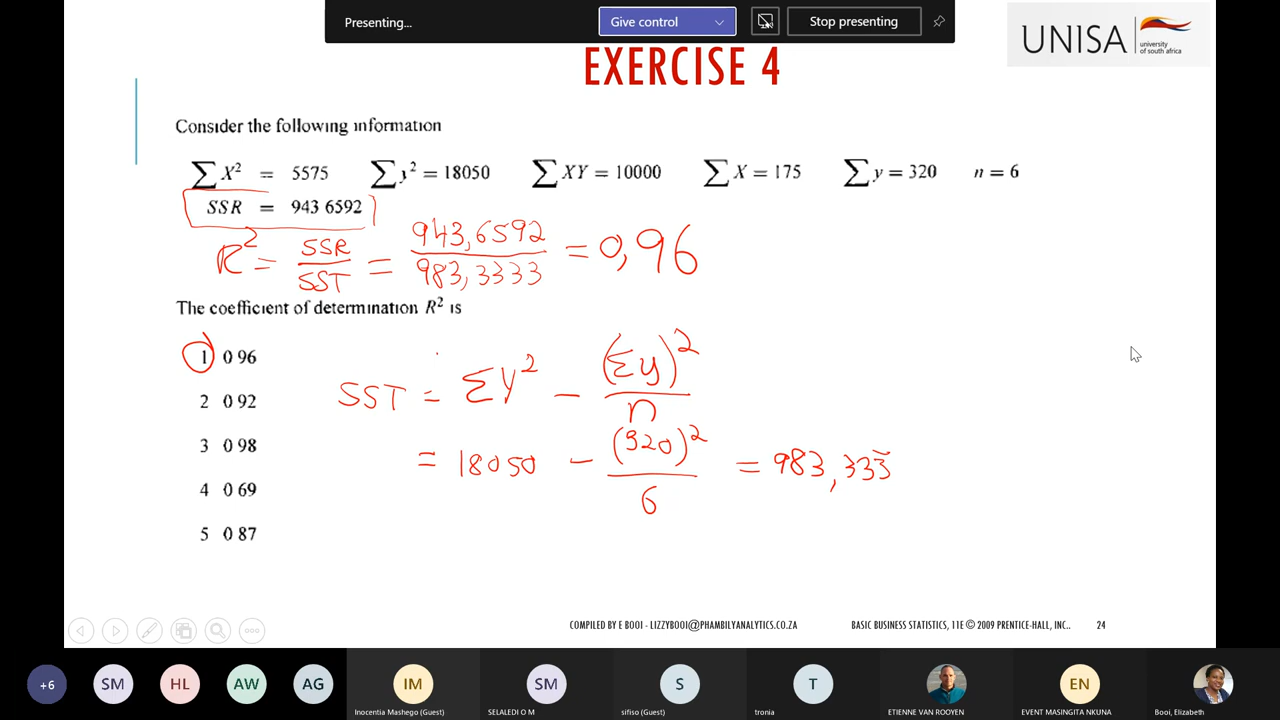 Presenting...
Give control
Stop presenting
UNISA university of south africa
EXERCISE 4
Consider the following information
∑ X² = 5575 ∑ y² = 18050 ∑ XY = 10000 ∑ X = 175 ∑ y = 320 n = 6
SSR = 943 6592
R² = SSR/SST = 943,6592/983,3333 = 0,96
The coefficient of determination R² is
1 0 96
2 0 92
3 0 98
4 0 69
5 0 87
SST = ΣY² - (Σy)²/n
= 18050 - (320)²/6 = 983,333
COMPILED BY E BOOI - LIZZYBOOI@PHAMBILYANALYTICS.CO.ZA
BASIC BUSINESS STATISTICS, 11E © 2009 PRENTICE-HALL, INC..
24
+6
SM
HL
AW
AG
IM
Inocentia Mashego (Guest)
SM
SELALEDI O M
S
sifiso (Guest)
T
tronia
ETIENNE VAN ROOYEN
EN
EVENT MASINGITA NKUNA
Booi, Elizabeth